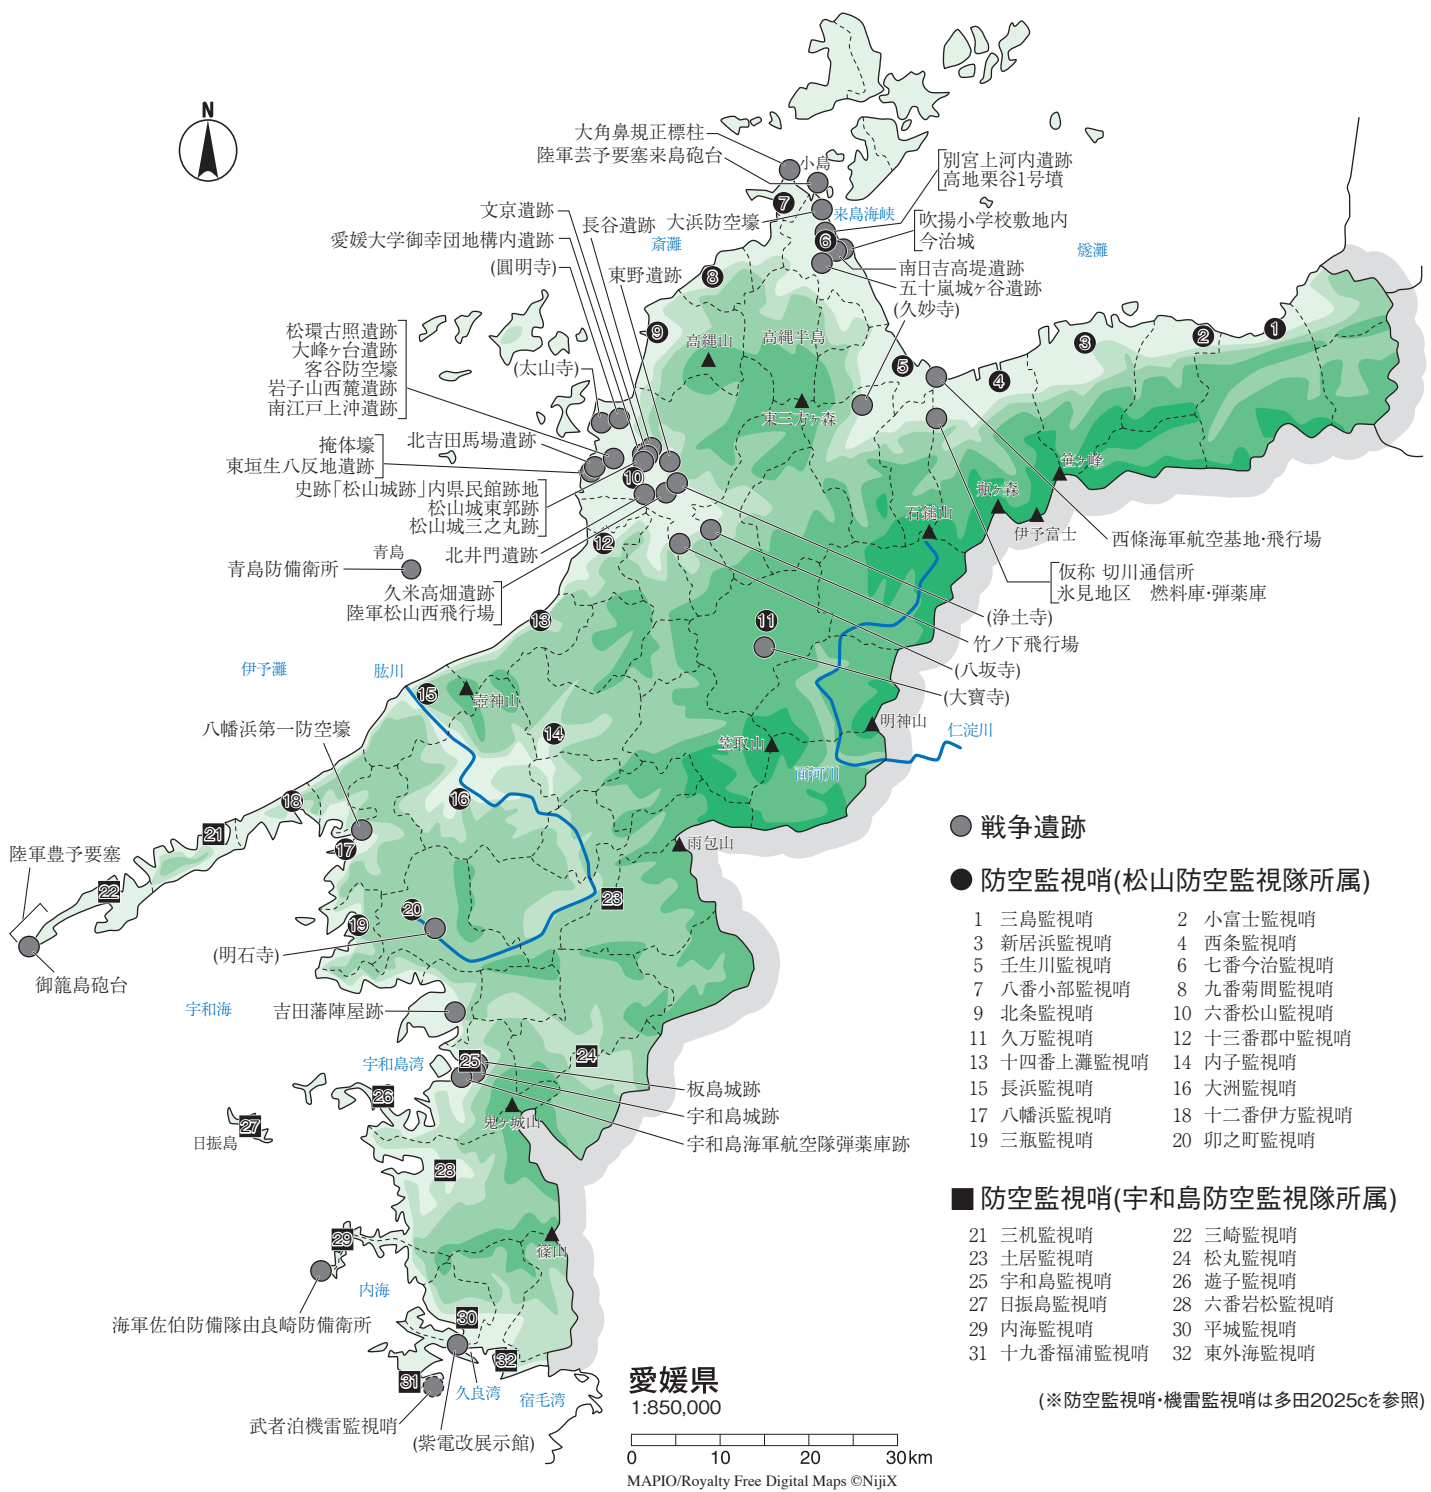 N
大角鼻規正標柱
陸軍芸予要塞来島砲台
小島
別宮上河内遺跡
高地栗谷1号墳
文京遺跡
長谷遺跡
大浜防空壕
来島海峡
吹揚小学校敷地内
今治城
愛媛大学御幸団地構内遺跡
斎灘
燧灘
(圓明寺)
東野遺跡
南日吉高堤遺跡
五十嵐城ヶ谷遺跡
(久妙寺)
松環古照遺跡
大峰ヶ台遺跡
客谷防空壕
岩子山西麓遺跡
南江戸上沖遺跡
(太山寺)
高縄山
高縄半島
東三方ヶ森
掩体壕
東垣生八反地遺跡
北吉田馬場遺跡
史跡「松山城跡」内県民館跡地
松山城東郭跡
松山城三之丸跡
笹ヶ峰
瓶ヶ森
石鎚山
伊予富士
西條海軍航空基地・飛行場
北井門遺跡
青島
青島防備衛所
久米高畑遺跡
陸軍松山西飛行場
仮称 切川通信所
氷見地区 燃料庫・弾薬庫
(浄土寺)
竹ノ下飛行場
(八坂寺)
(大寶寺)
伊予灘
肱川
壺神山
八幡浜第一防空壕
笠取山
明神山
仁淀川
面河川
雨包山
陸軍豊予要塞
御籠島砲台
(明石寺)
宇和海
吉田藩陣屋跡
宇和島湾
板島城跡
宇和島城跡
宇和島海軍航空隊弾薬庫跡
鬼ヶ城山
日振島
篠山
内海
海軍佐伯防備隊由良崎防備衛所
久良湾
宿毛湾
武者泊機雷監視哨
(紫電改展示館)
1
2
3
4
5
6
7
8
9
10
11
12
13
14
15
16
17
18
19
20
21
22
23
24
25
26
27
28
29
30
31
32
戦争遺跡
防空監視哨(松山防空監視隊所属)
1 三島監視哨 2 小富士監視哨
3 新居浜監視哨 4 西条監視哨
5 壬生川監視哨 6 七番今治監視哨
7 八番小部監視哨 8 九番菊間監視哨
9 北条監視哨 10 六番松山監視哨
11 久万監視哨 12 十三番郡中監視哨
13 十四番上灘監視哨 14 内子監視哨
15 長浜監視哨 16 大洲監視哨
17 八幡浜監視哨 18 十二番伊方監視哨
19 三瓶監視哨 20 卯之町監視哨
防空監視哨(宇和島防空監視隊所属)
21 三机監視哨 22 三崎監視哨
23 土居監視哨 24 松丸監視哨
25 宇和島監視哨 26 遊子監視哨
27 日振島監視哨 28 六番岩松監視哨
29 内海監視哨 30 平城監視哨
31 十九番福浦監視哨 32 東外海監視哨
(※防空監視哨・機雷監視哨は多田2025cを参照)
愛媛県
1:850,000
0 10 20 30km
MAPIO/Royalty Free Digital Maps ©NijiX